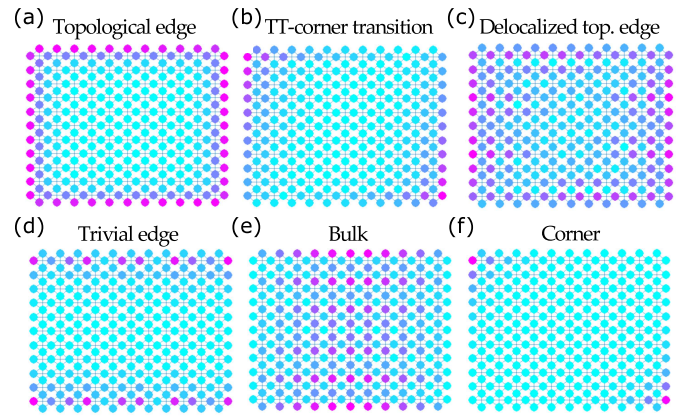 (a) Topological edge
(b) TT-corner transition
(c) Delocalized top. edge
(d) Trivial edge
(e) Bulk
(f) Corner